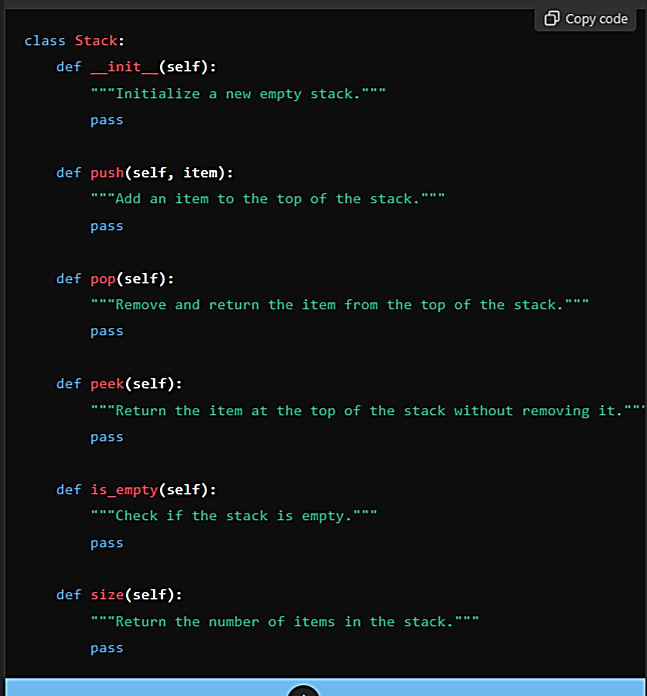 Copy code
class Stack:
    def __init__(self):
        """Initialize a new empty stack."""
        pass

    def push(self, item):
        """Add an item to the top of the stack."""
        pass

    def pop(self):
        """Remove and return the item from the top of the stack."""
        pass

    def peek(self):
        """Return the item at the top of the stack without removing it."""
        pass

    def is_empty(self):
        """Check if the stack is empty."""
        pass

    def size(self):
        """Return the number of items in the stack."""
        pass